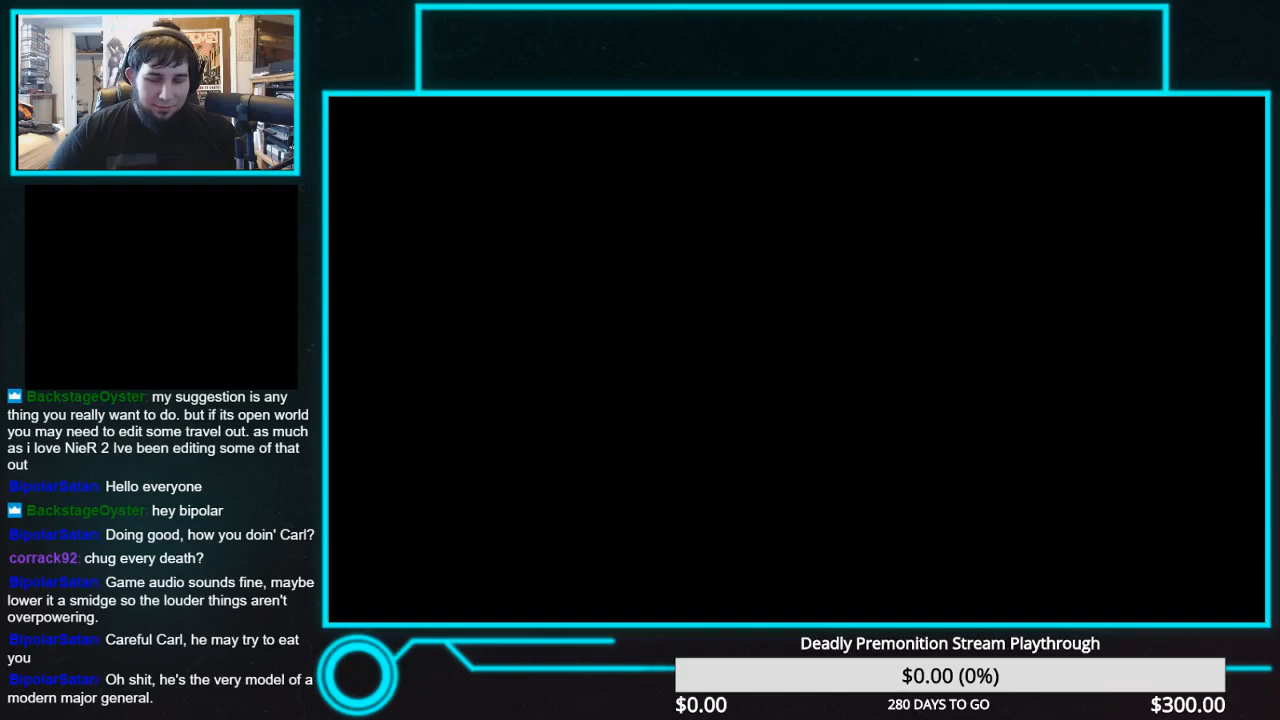 BackstageOyster: my suggestion is any
thing you really want to do. but if its open world
you may need to edit some travel out. as much
as i love NieR 2 Ive been editing some of that
out
BipolarSatan: Hello everyone
BackstageOyster: hey bipolar
BipolarSatan: Doing good, how you doin' Carl?
corrack92: chug every death?
BipolarSatan: Game audio sounds fine, maybe
lower it a smidge so the louder things aren't
overpowering.
BipolarSatan: Careful Carl, he may try to eat
you
BipolarSatan: Oh shit, he's the very model of a
modern major general.
Deadly Premonition Stream Playthrough
$0.00 (0%)
$0.00 280 DAYS TO GO $300.00